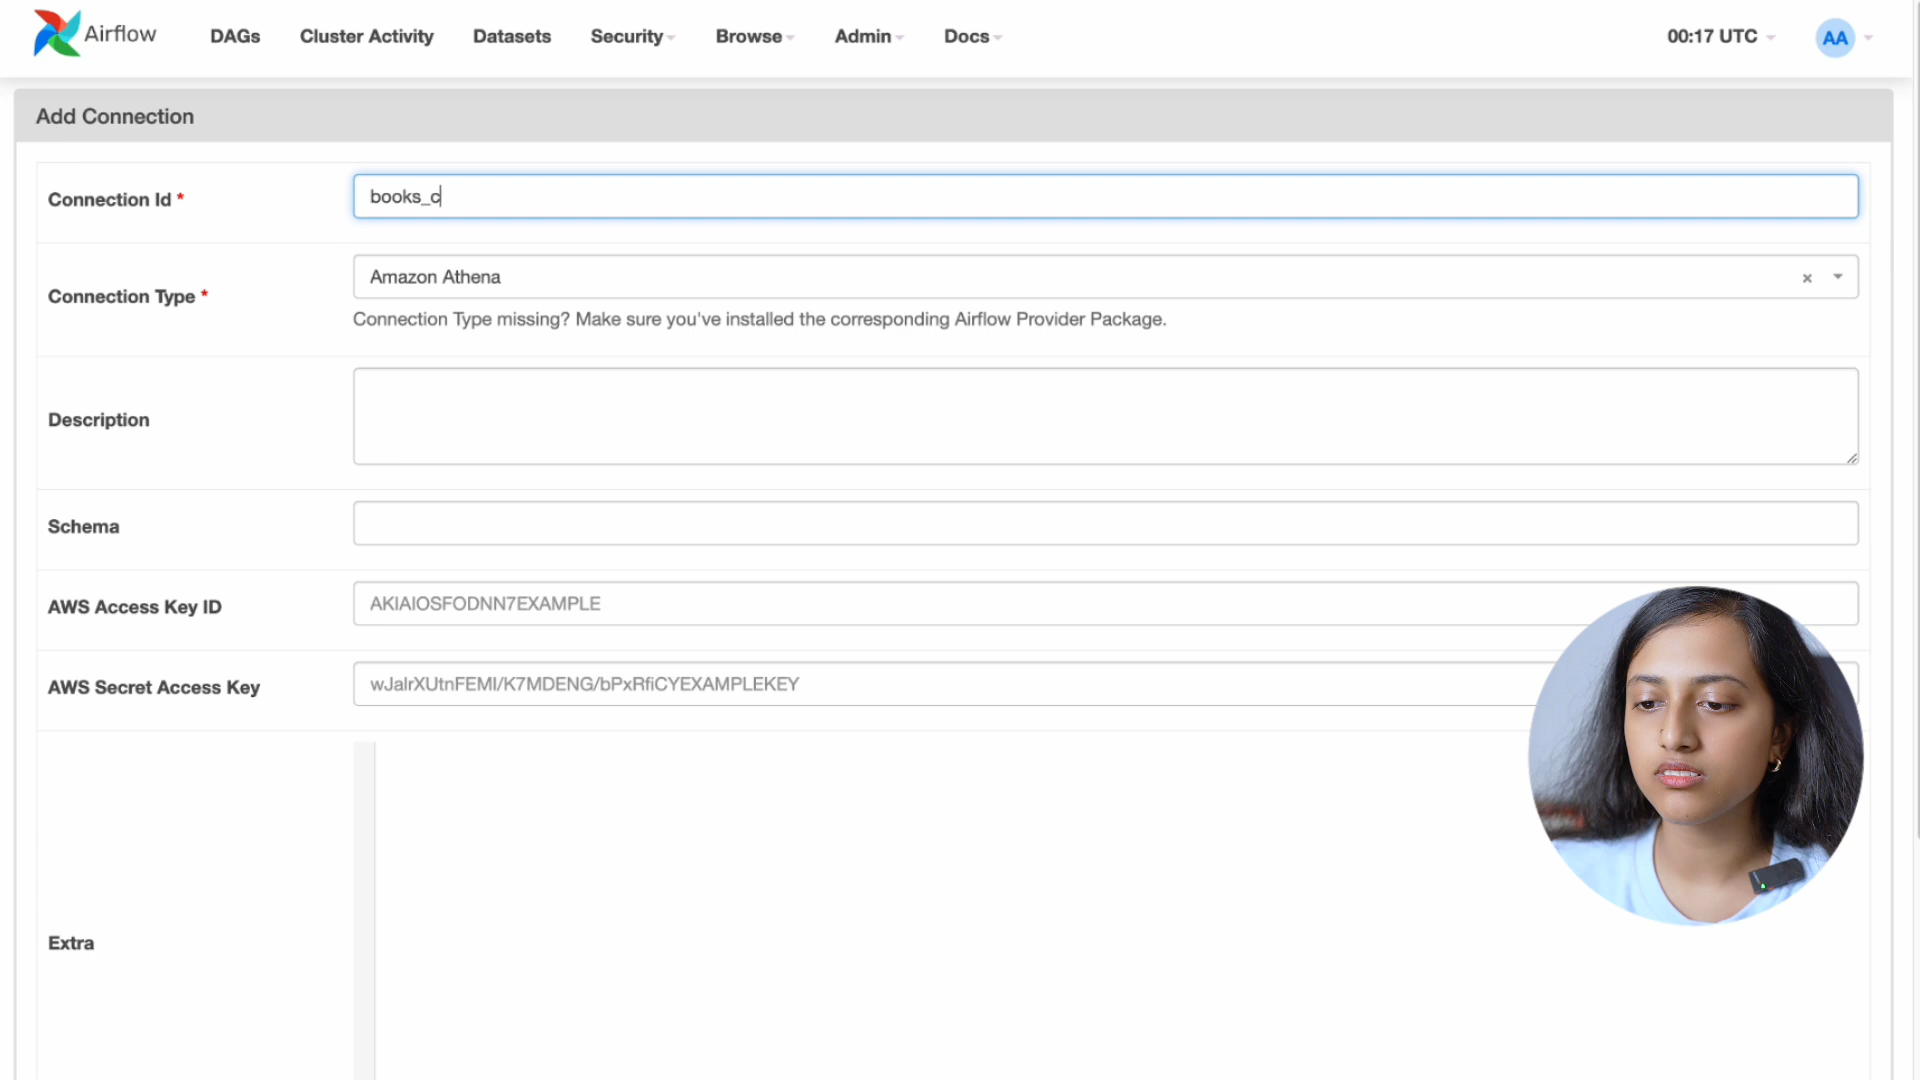 Airflow DAGs Cluster Activity Datasets Security Browse Admin Docs 00:17 UTC AA
Add Connection
Connection Id * books_c
Connection Type * Amazon Athena ×
Connection Type missing? Make sure you've installed the corresponding Airflow Provider Package.
Description
Schema
AWS Access Key ID AKIAIOSFODNN7EXAMPLE
AWS Secret Access Key wJalrXUtnFEMI/K7MDENG/bPxRfiCYEXAMPLEKEY
Extra